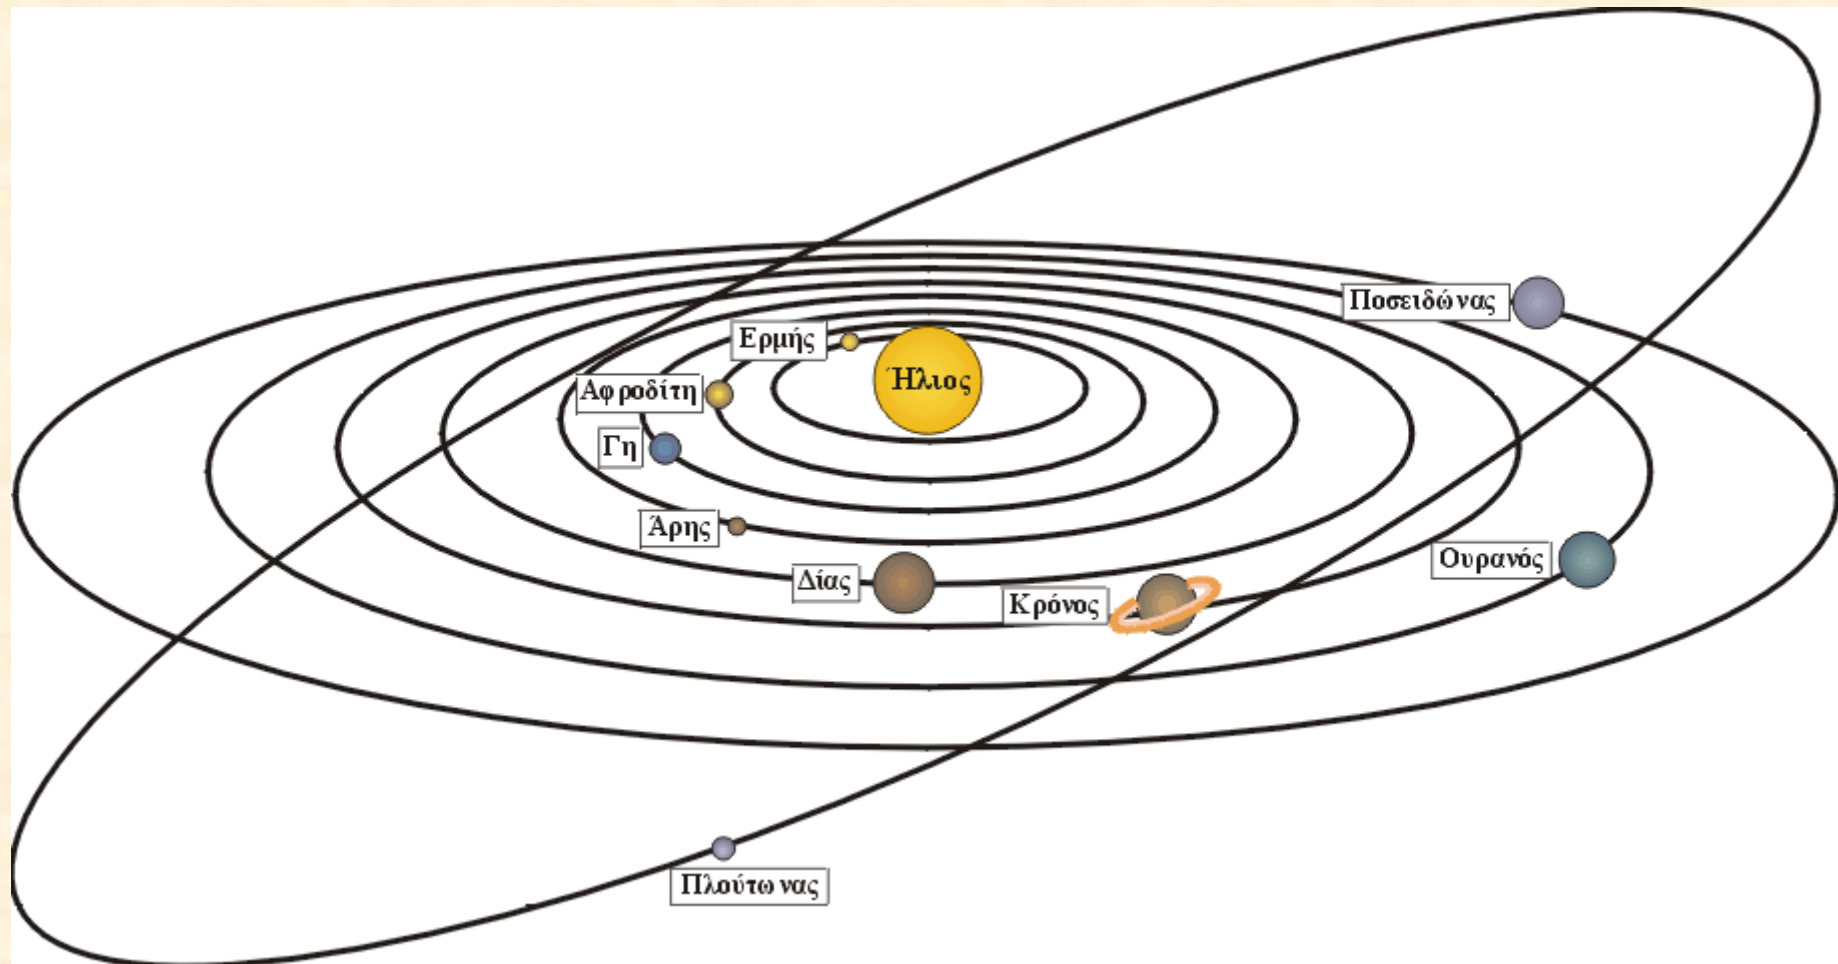 Ποσειδώνας
Ερμής
Ήλιος
Αφροδίτη
Γη
Άρης
Δίας
Κρόνος
Ουρανός
Πλούτωνας